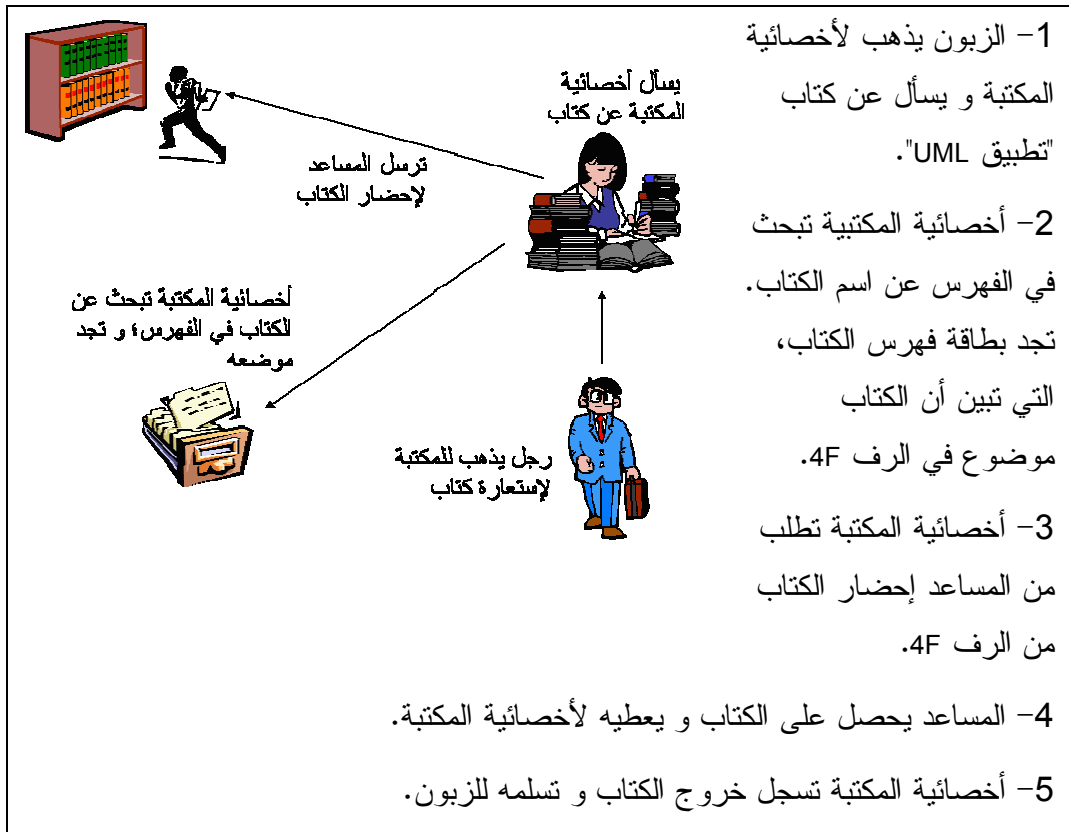 1- الزبون يذهب لأخصائية
المكتبة و يسأل عن كتاب
"تطبيق UML".
2- أخصائية المكتبية تبحث
في الفهرس عن اسم الكتاب.
تجد بطاقة فهرس الكتاب،
التي تبين أن الكتاب
موضوع في الرف 4F.
3- أخصائية المكتبة تطلب
من المساعد إحضار الكتاب
من الرف 4F.
4- المساعد يحصل على الكتاب و يعطيه لأخصائية المكتبة.
5- أخصائية المكتبة تسجل خروج الكتاب و تسلمه للزبون.
يسأل أخصائية
المكتبة عن كتاب
ترسل المساعد
لإحضار الكتاب
أخصائية المكتبة تبحث عن
الكتاب في الفهرس؛ و تجد
موضعه
رجل يذهب للمكتبة
لإستعارة كتاب